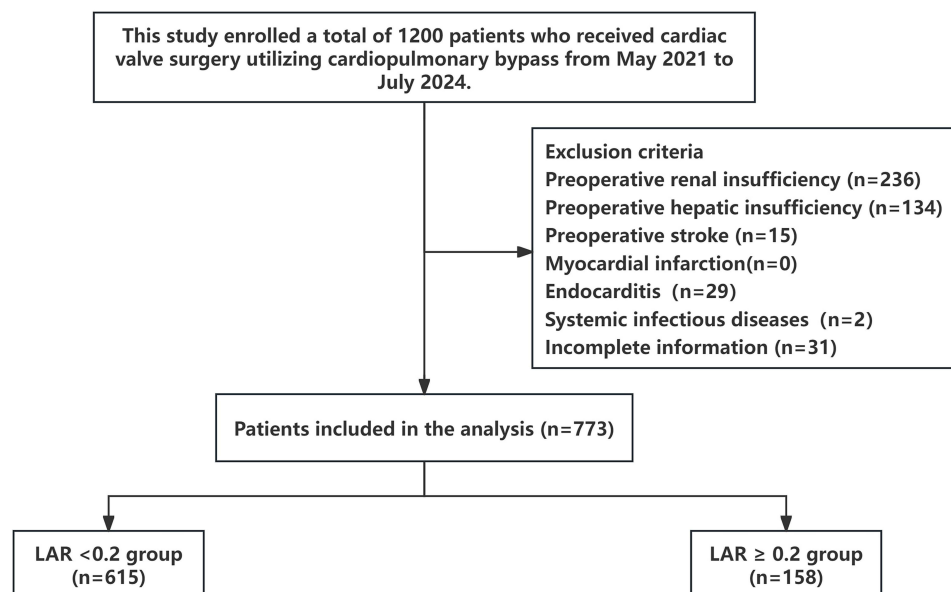 This study enrolled a total of 1200 patients who received cardiac
valve surgery utilizing cardiopulmonary bypass from May 2021 to
July 2024.
Exclusion criteria
Preoperative renal insufficiency (n=236)
Preoperative hepatic insufficiency (n=134)
Preoperative stroke (n=15)
Myocardial infarction(n=0)
Endocarditis  (n=29)
Systemic infectious diseases  (n=2)
Incomplete information (n=31)
Patients included in the analysis (n=773)
LAR <0.2 group
(n=615)
LAR ≥ 0.2 group
(n=158)